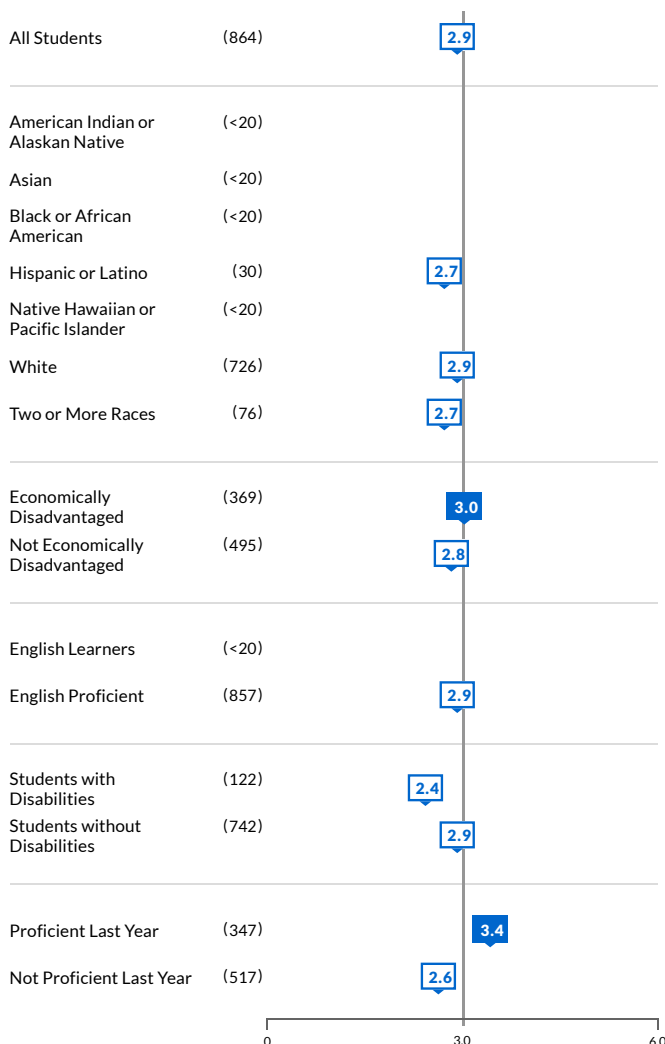 All Students (864) 2.9
American Indian or (<20)
Alaskan Native
Asian (<20)
Black or African (<20)
American
Hispanic or Latino (30) 2.7
Native Hawaiian or (<20)
Pacific Islander
White (726) 2.9
Two or More Races (76) 2.7
Economically (369) 3.0
Disadvantaged
Not Economically (495) 2.8
Disadvantaged
English Learners (<20)
English Proficient (857) 2.9
Students with (122) 2.4
Disabilities
Students without (742) 2.9
Disabilities
Proficient Last Year (347) 3.4
Not Proficient Last Year (517) 2.6
0 3.0 6.0